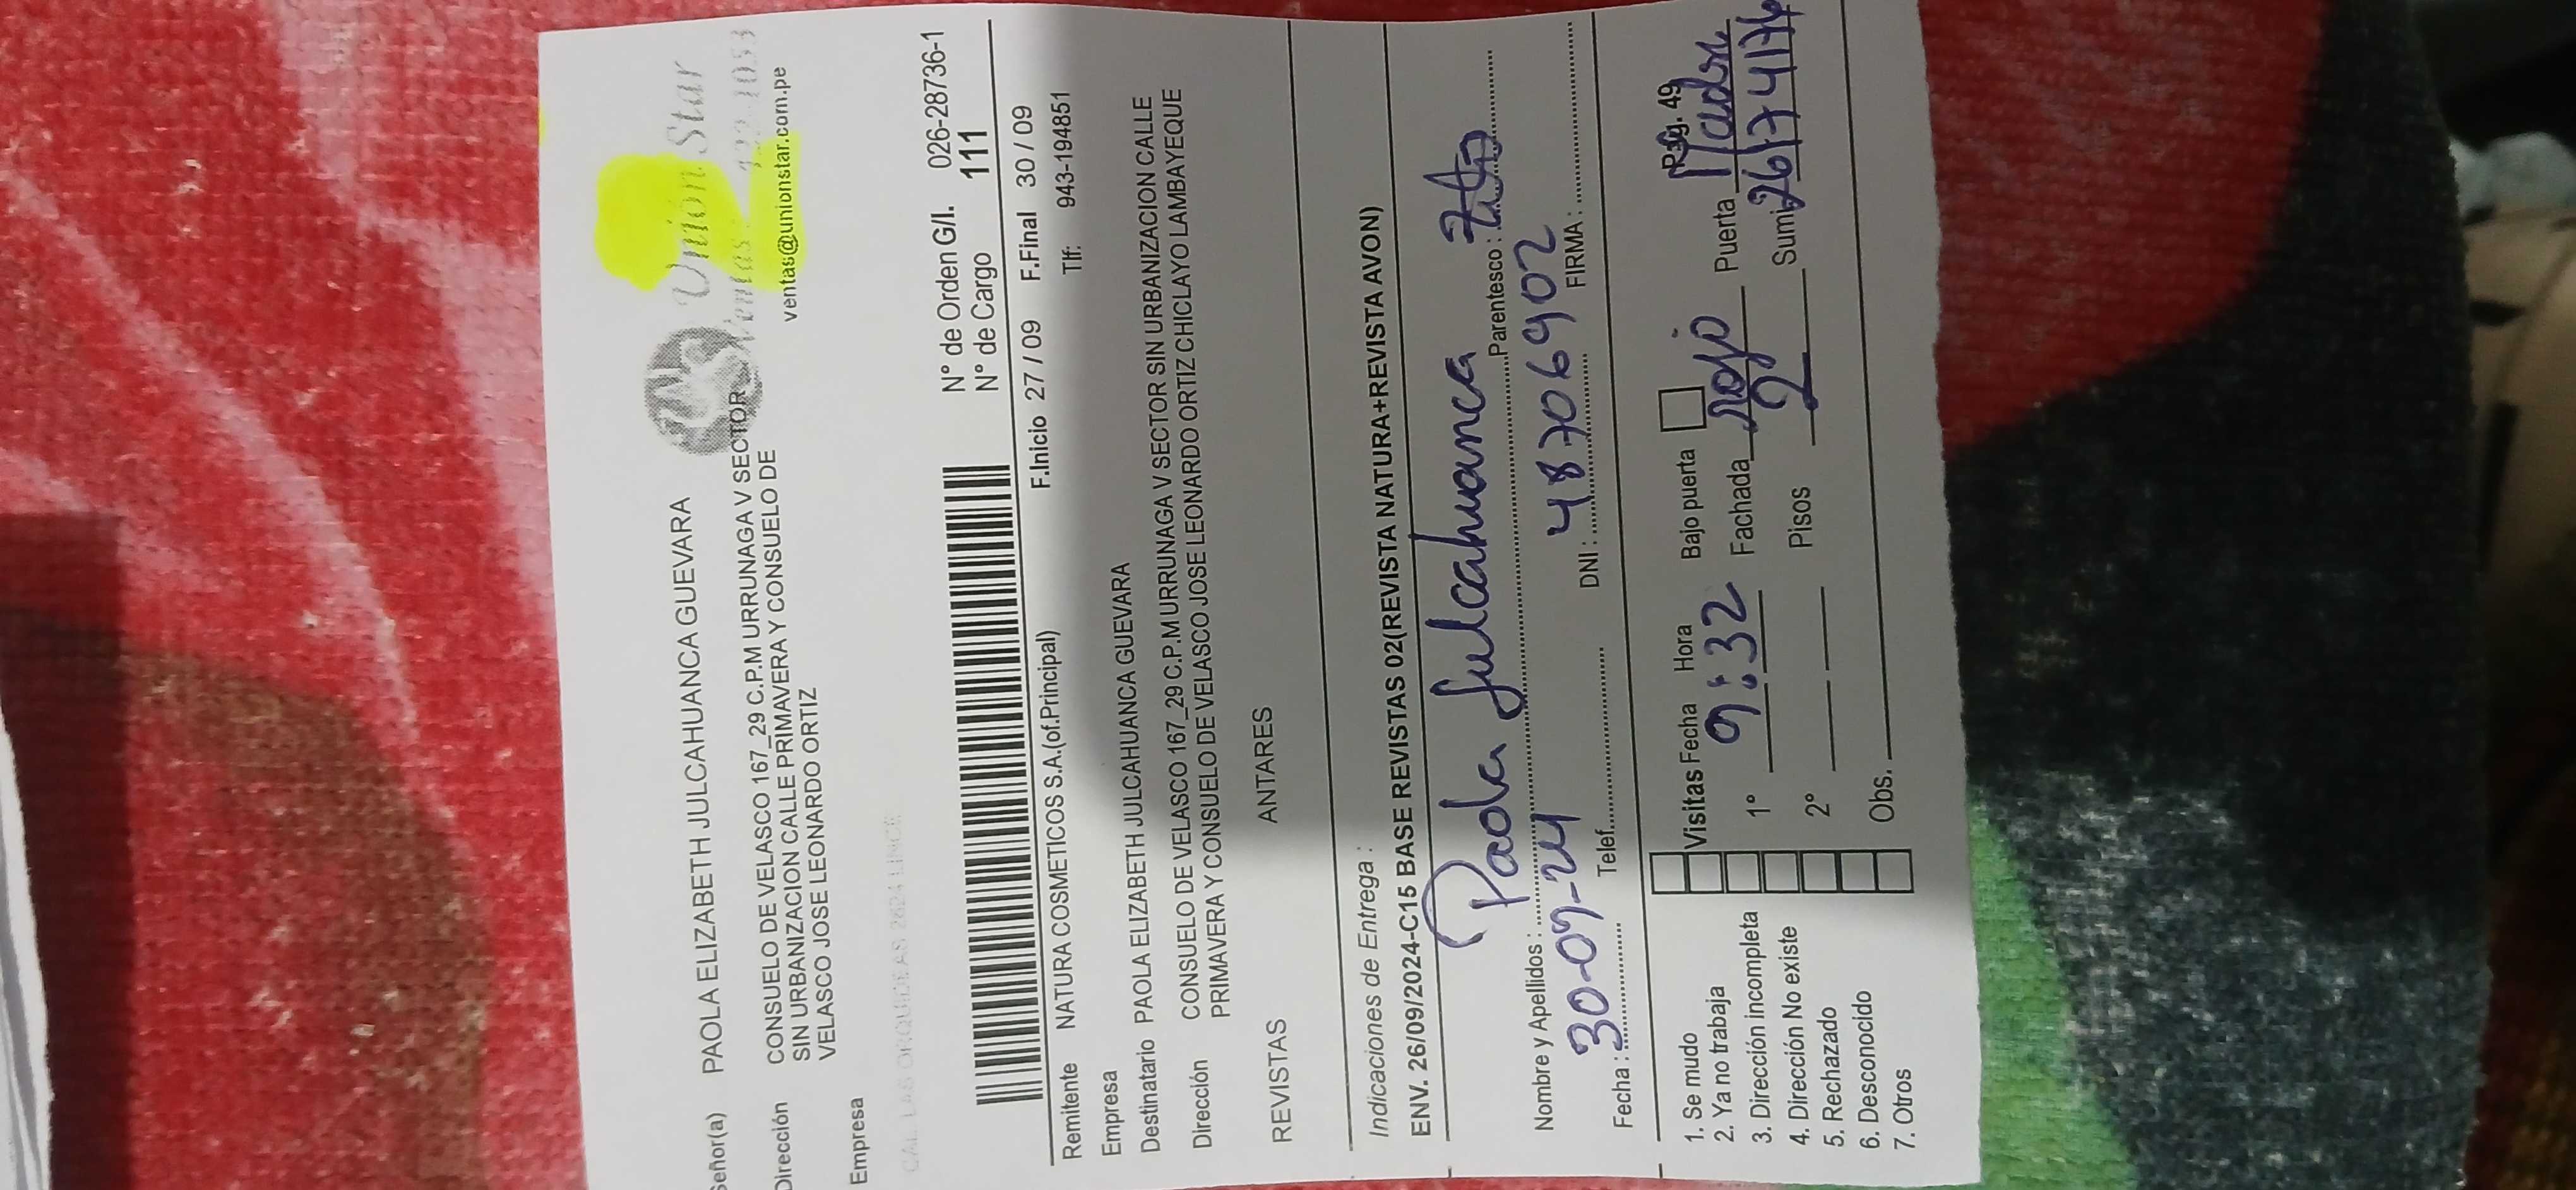 Señor(a) PAOLA ELIZABETH JULCAHUANCA GUEVARA
Unión Star
Dirección CONSUELO DE VELASCO 167_29 C.P.M URRUNAGA V SECTOR
SIN URBANIZACION CALLE PRIMAVERA Y CONSUELO DE
VELASCO JOSE LEONARDO ORTIZ
ventas@unionstar.com.pe
Empresa
N° de Orden G/I. 026-28736-1
N° de Cargo 111
F.Inicio 27 / 09 F.Final 30 / 09
Remitente NATURA COSMETICOS S.A.(of.Principal) Tlf: 943-194851
Empresa
Destinatario PAOLA ELIZABETH JULCAHUANCA GUEVARA
Dirección CONSUELO DE VELASCO 167_29 C.P.M URRUNAGA V SECTOR SIN URBANIZACION CALLE
PRIMAVERA Y CONSUELO DE VELASCO JOSE LEONARDO ORTIZ CHICLAYO LAMBAYEQUE
REVISTAS ANTARES
Indicaciones de Entrega :
ENV. 26/09/2024-C15 BASE REVISTAS 02(REVISTA NATURA+REVISTA AVON)
Nombre y Apellidos : Paola Julcahuanca Parentesco :
Fecha : 30-09-24 Telef. DNI : 48706902 FIRMA :
1. Se mudo
2. Ya no trabaja
3. Dirección incompleta
4. Dirección No existe
5. Rechazado
6. Desconocido
7. Otros
Visitas Fecha Hora Bajo puerta Pag. 49
1° 9:32 Fachada rojo Puerta Madera
2° Pisos 2 Sumi. 26174176
Obs.